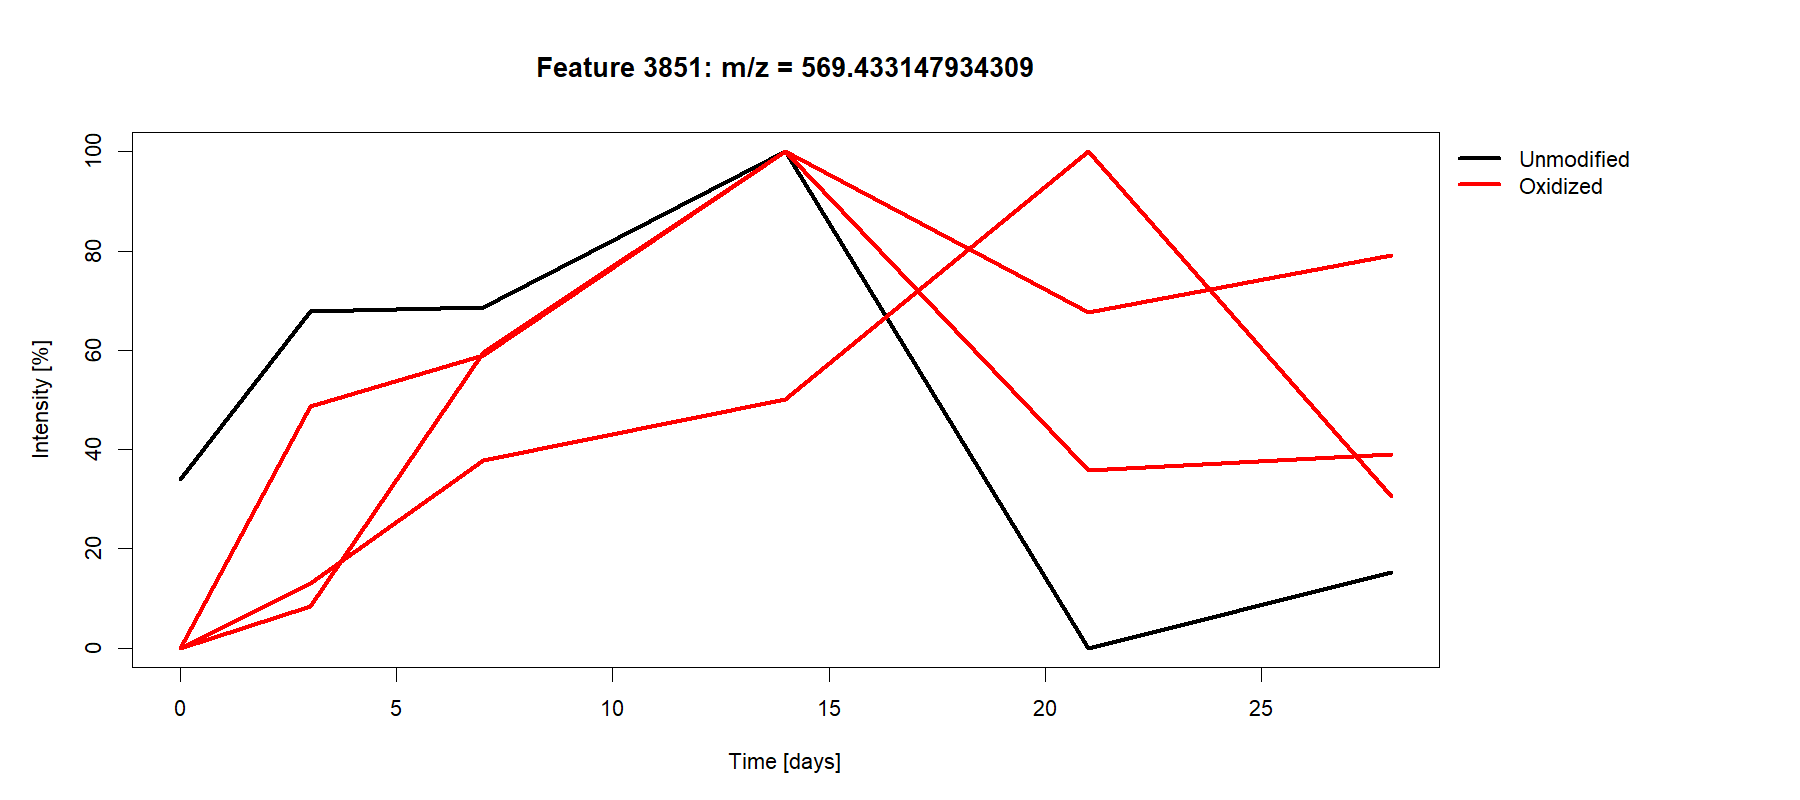 Feature 3851: m/z = 569.433147934309
Unmodified
Oxidized
Intensity [%]
100
80
60
40
20
0
0 5 10 15 20 25
Time [days]